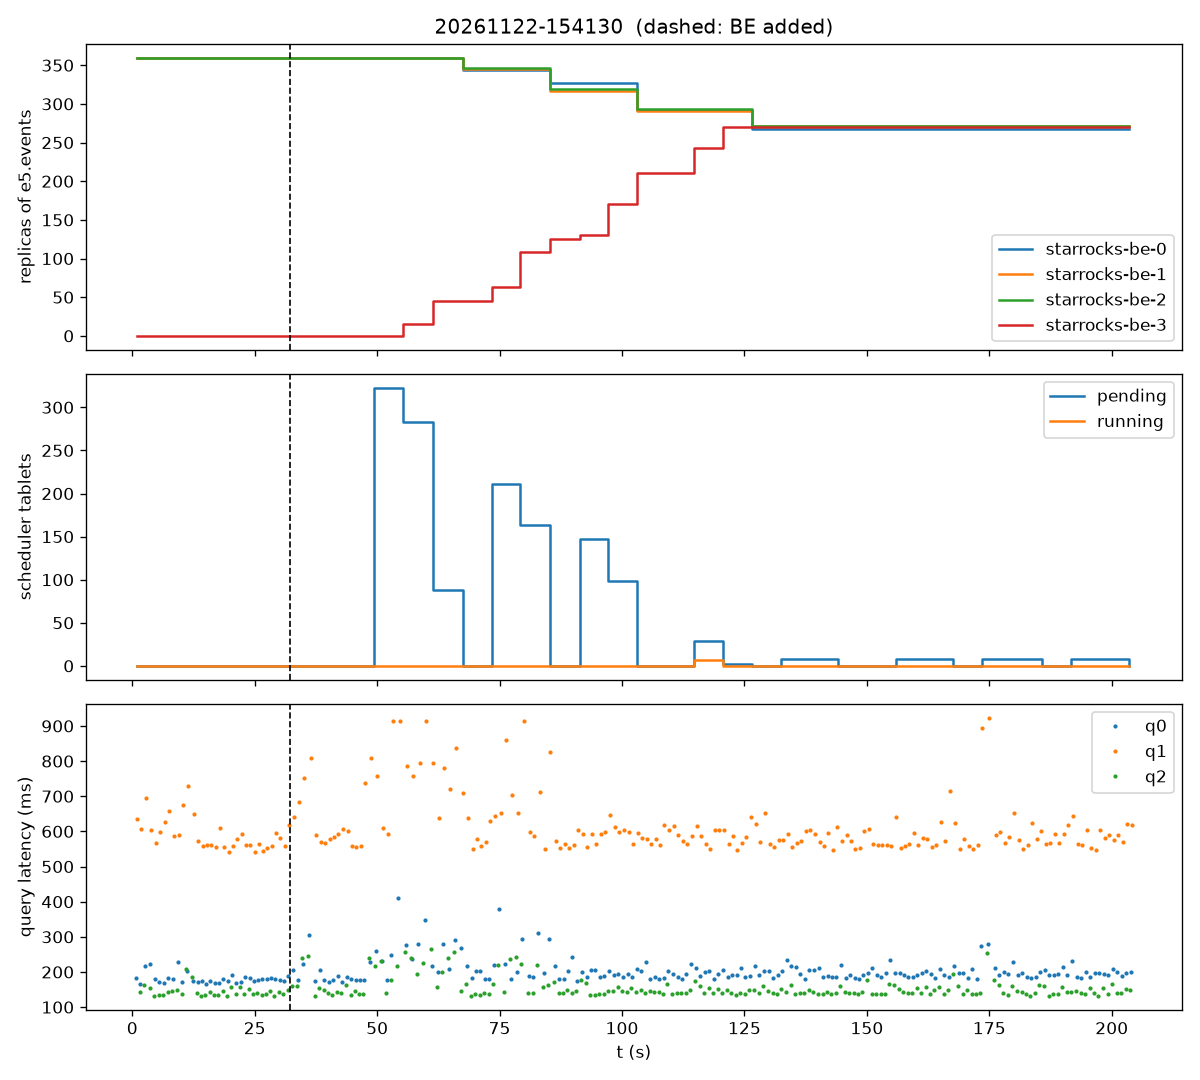 20261122-154130  (dashed: BE added)
replicas of e5.events
350
300
250
200
150
100
50
0
starrocks-be-0
starrocks-be-1
starrocks-be-2
starrocks-be-3
scheduler tablets
300
250
200
150
100
50
0
pending
running
query latency (ms)
900
800
700
600
500
400
300
200
100
q0
q1
q2
0 25 50 75 100 125 150 175 200
t (s)